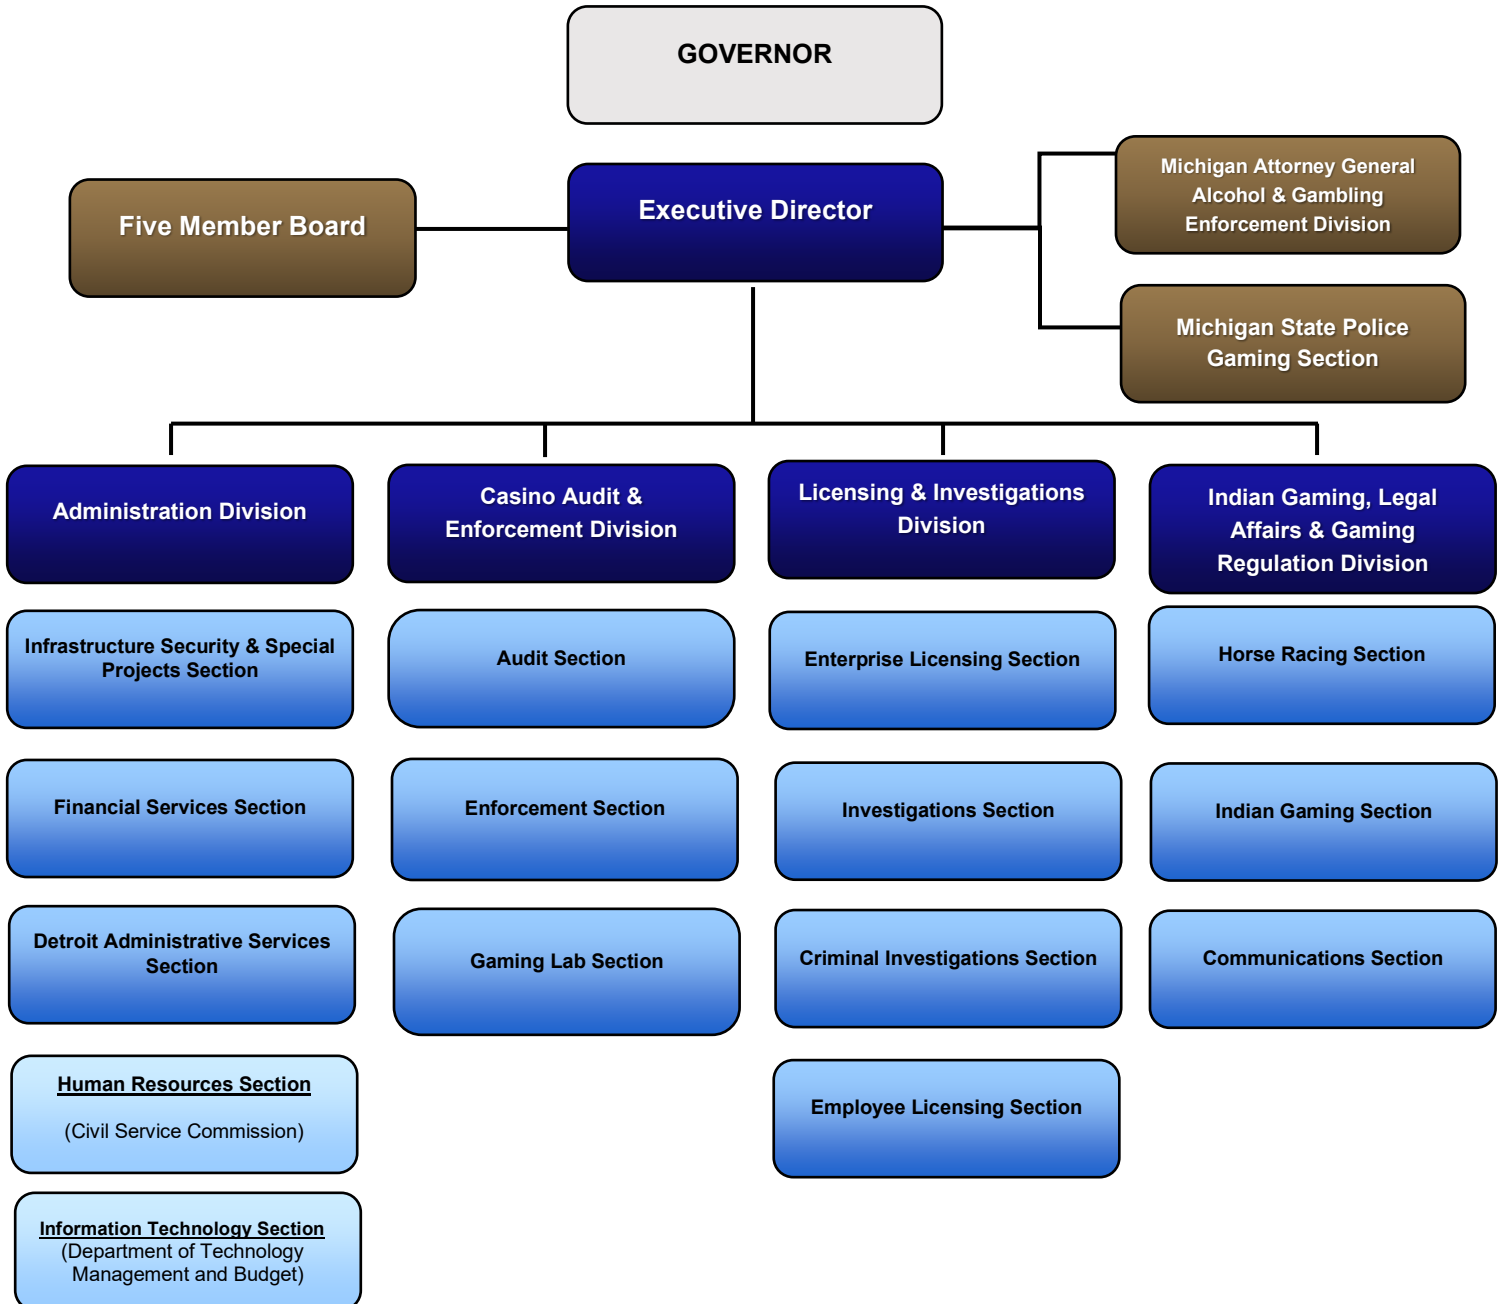 GOVERNOR
Five Member Board
Executive Director
Michigan Attorney General
Alcohol & Gambling
Enforcement Division
Michigan State Police
Gaming Section
Administration Division
Casino Audit &
Enforcement Division
Licensing & Investigations
Division
Indian Gaming, Legal
Affairs & Gaming
Regulation Division
Infrastructure Security & Special
Projects Section
Audit Section
Enterprise Licensing Section
Horse Racing Section
Financial Services Section
Enforcement Section
Investigations Section
Indian Gaming Section
Detroit Administrative Services
Section
Gaming Lab Section
Criminal Investigations Section
Communications Section
Human Resources Section
(Civil Service Commission)
Employee Licensing Section
Information Technology Section
(Department of Technology
Management and Budget)